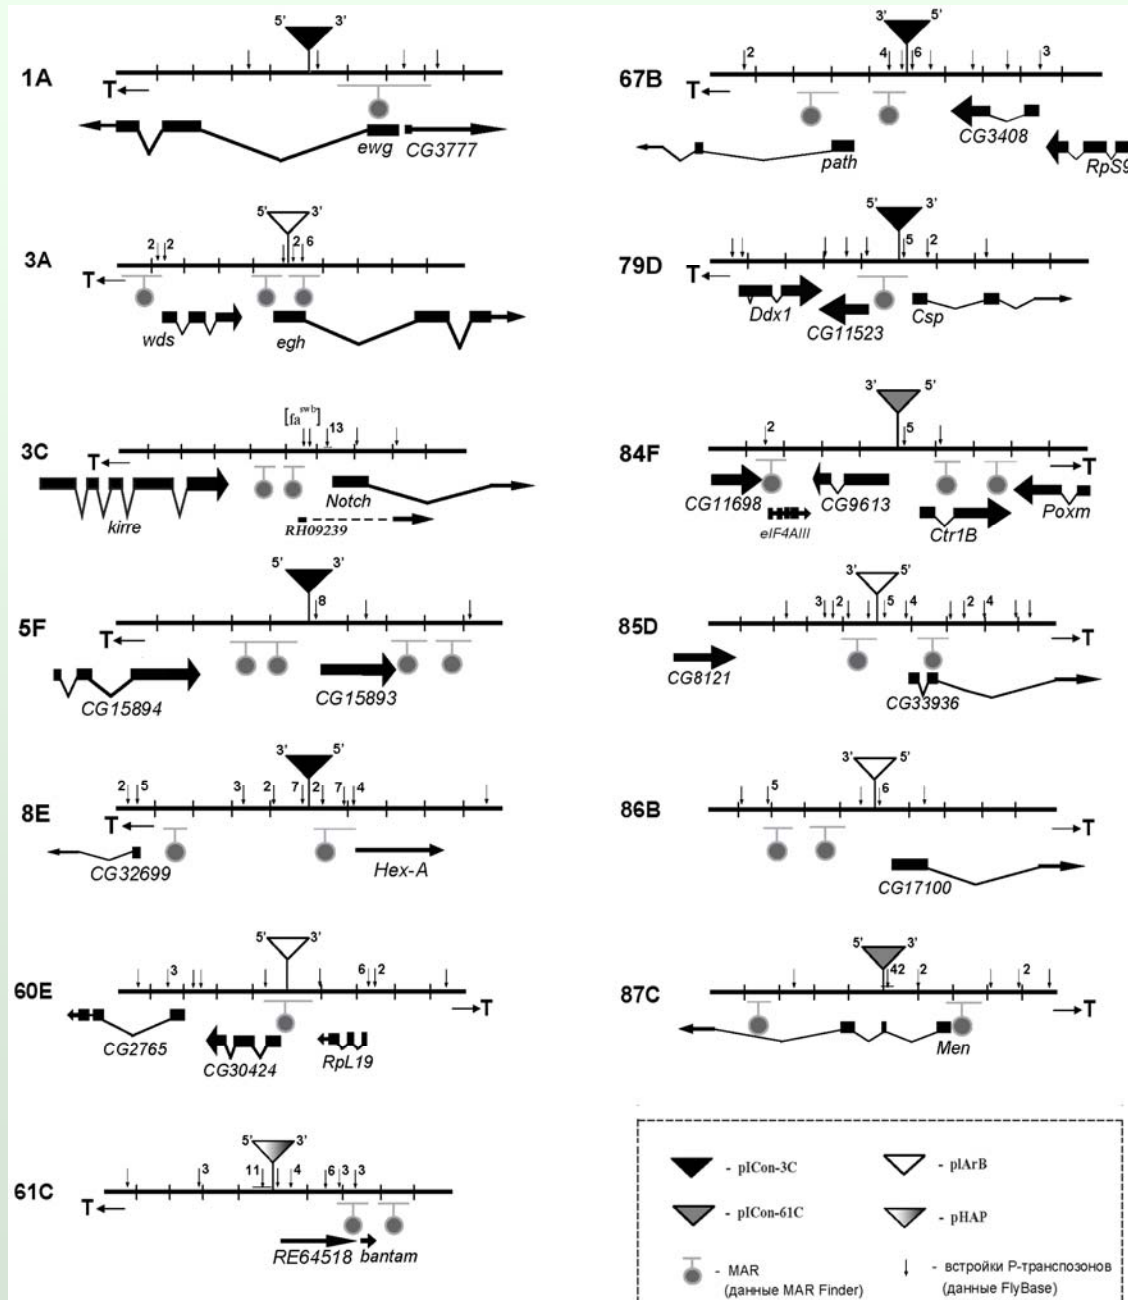 5' 3'
1A
T
ewg CG3777
5' 3'
2 2 2 6
3A
T
wds egh
[fa swb]
13
3C
T
kirre Notch
RH09239
5' 3'
8
5F
T
CG15894 CG15893
3' 5'
2 5 3 2 7 2 7 4
8E
T
CG32699 Hex-A
5' 3'
3 6 2
60E
T
CG2765 CG30424 RpL19
5' 3'
3 11 4 6 3 3
61C
T
RE64518 bantam
3' 5'
2 4 6 3
67B
T
CG3408
path RpS9
5' 3'
5 2
79D
T
Ddx1 CG11523 Csp
3' 5'
2 5
84F
T
CG11698 CG9613 Poxm
eIF4AIII Ctr1B
3' 5'
3 2 5 4 2 4
85D
T
CG8121 CG33936
3' 5'
5 6
86B
T
CG17100
5' 3'
42 2 2
87C
T
Men
- pICon-3C - plArB
- pICon-61C - pHAP
- MAR - встройки Р-транспозонов
(данные MAR Finder) (данные FlyBase)